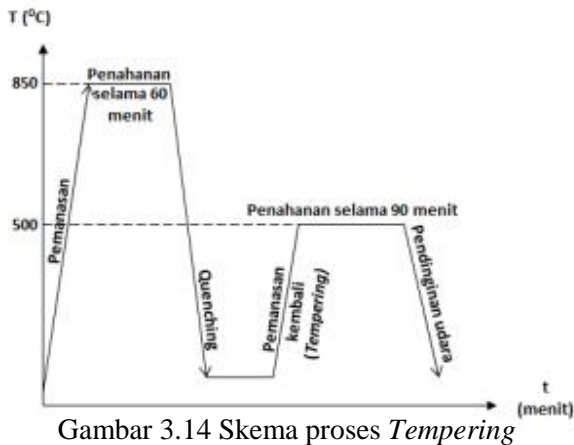 T (°C)
850
Penahanan
selama 60
menit
Pemanasan
500
Penahanan selama 90 menit
Quenching
Pemanasan
kembali
(Tempering)
Pendinginan udara
t
(menit)
Gambar 3.14 Skema proses Tempering